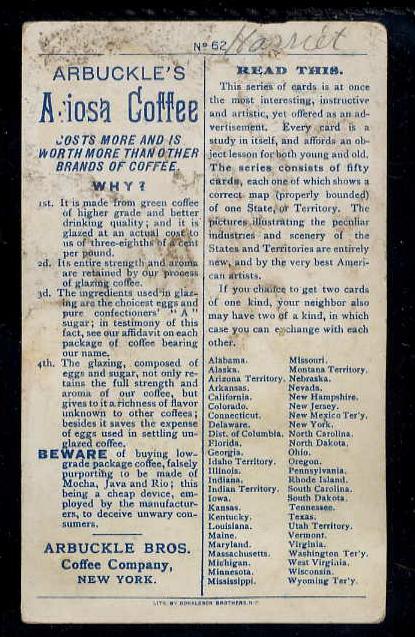 No 62 Harriet
ARBUCKLE'S
Ariosa Coffee
COSTS MORE AND IS
WORTH MORE THAN OTHER
BRANDS OF COFFEE.
WHY?
1st. It is made from green coffee
of higher grade and better
drinking quality; and it is
glazed at an actual cost to
us of three-eighths of a cent
per pound.
2d. Its entire strength and aroma
are retained by our process
of glazing coffee.
3d. The ingredients used in glaz-
ing are the choicest eggs and
pure confectioners' "A"
sugar; in testimony of this
fact, see our affidavit on each
package of coffee bearing
our name.
4th. The glazing, composed of
eggs and sugar, not only re-
tains the full strength and
aroma of our coffee, but
gives to it a richness of flavor
unknown to other coffees;
besides it saves the expense
of eggs used in settling un-
glazed coffee.
BEWARE of buying low-
grade package coffee, falsely
purporting to be made of
Mocha, Java and Rio; this
being a cheap device, em-
ployed by the manufactur-
ers, to deceive unwary con-
sumers.
ARBUCKLE BROS.
Coffee Company,
NEW YORK.
READ THIS.
This series of cards is at once
the most interesting, instructive
and artistic, yet offered as an ad-
vertisement. Every card is a
study in itself, and affords an ob-
ject lesson for both young and old.
The series consists of fifty
cards, each one of which shows a
correct map (properly bounded)
of one State, or Territory. The
pictures illustrating the peculiar
industries and scenery of the
States and Territories are entirely
new, and by the very best Ameri-
can artists.
If you chance to get two cards
of one kind, your neighbor also
may have two of a kind, in which
case you can exchange with each
other.
Alabama.
Alaska.
Arizona Territory.
Arkansas.
California.
Colorado.
Connecticut.
Delaware.
Dist. of Columbia.
Florida.
Georgia.
Idaho Territory.
Illinois.
Indiana.
Indian Territory.
Iowa.
Kansas.
Kentucky.
Louisiana.
Maine.
Maryland.
Massachusetts.
Michigan.
Minnesota.
Mississippi.
Missouri.
Montana Territory.
Nebraska.
Nevada.
New Hampshire.
New Jersey.
New Mexico Ter'y.
New York.
North Carolina.
North Dakota.
Ohio.
Oregon.
Pennsylvania.
Rhode Island.
South Carolina.
South Dakota.
Tennessee.
Texas.
Utah Territory.
Vermont.
Virginia.
Washington Ter'y.
West Virginia.
Wisconsin.
Wyoming Ter'y.
LITH. BY DONALDSON BROTHERS, N.Y.